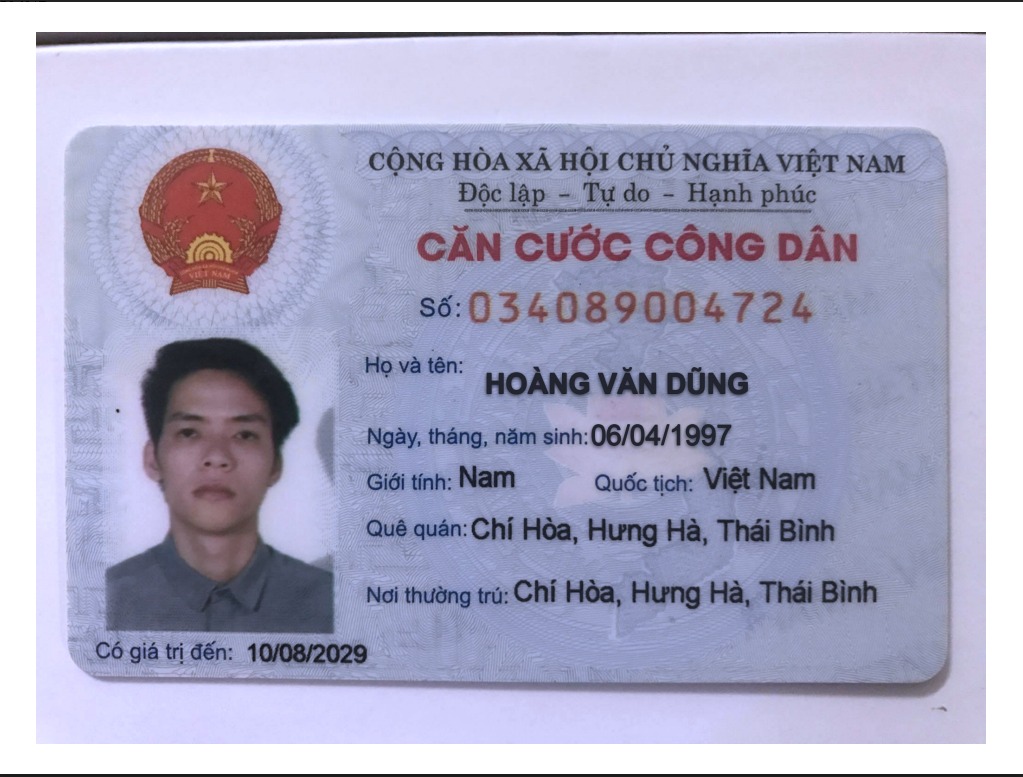 CỘNG HÒA XÃ HỘI CHỦ NGHĨA VIỆT NAM
Độc lập - Tự do - Hạnh phúc
CĂN CƯỚC CÔNG DÂN
Số: 034089004724
Họ và tên: HOÀNG VĂN DŨNG
Ngày, tháng, năm sinh: 06/04/1997
Giới tính: Nam Quốc tịch: Việt Nam
Quê quán: Chí Hòa, Hưng Hà, Thái Bình
Nơi thường trú: Chí Hòa, Hưng Hà, Thái Bình
Có giá trị đến: 10/08/2029
VIỆT NAM